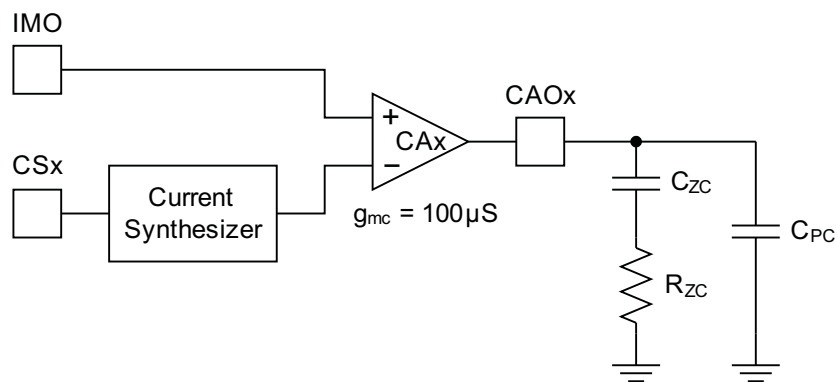 IMO
CAOx
+
CAx
−
CSx
Current
Synthesizer
gmc = 100µS
CZC
CPC
RZC